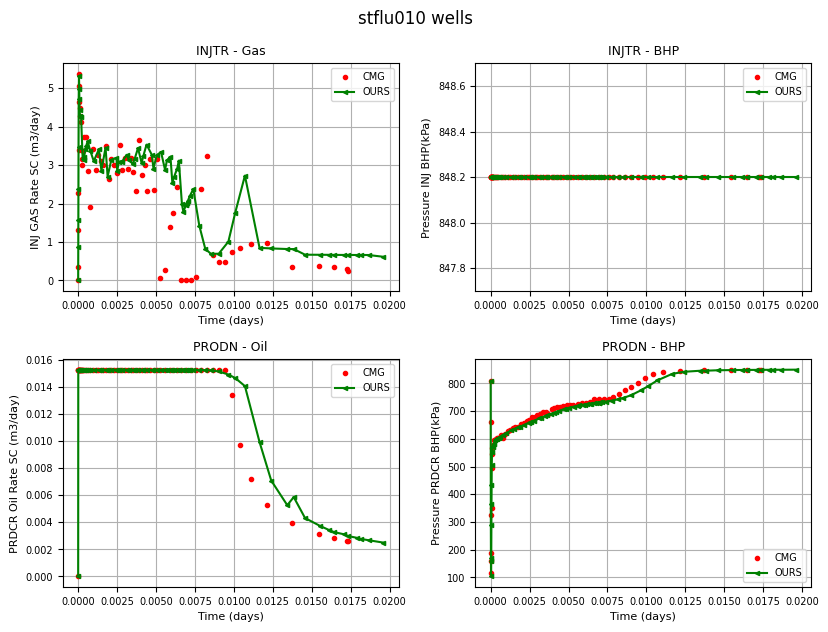 stflu010 wells
INJTR - Gas
INJ GAS Rate SC (m3/day)
5
4
3
2
1
0
0.0000 0.0025 0.0050 0.0075 0.0100 0.0125 0.0150 0.0175 0.0200
Time (days)
CMG
OURS
INJTR - BHP
Pressure INJ BHP(kPa)
848.6
848.4
848.2
848.0
847.8
0.0000 0.0025 0.0050 0.0075 0.0100 0.0125 0.0150 0.0175 0.0200
Time (days)
CMG
OURS
PRODN - Oil
PRDCR Oil Rate SC (m3/day)
0.016
0.014
0.012
0.010
0.008
0.006
0.004
0.002
0.000
0.0000 0.0025 0.0050 0.0075 0.0100 0.0125 0.0150 0.0175 0.0200
Time (days)
CMG
OURS
PRODN - BHP
Pressure PRDCR BHP(kPa)
800
700
600
500
400
300
200
100
0.0000 0.0025 0.0050 0.0075 0.0100 0.0125 0.0150 0.0175 0.0200
Time (days)
CMG
OURS